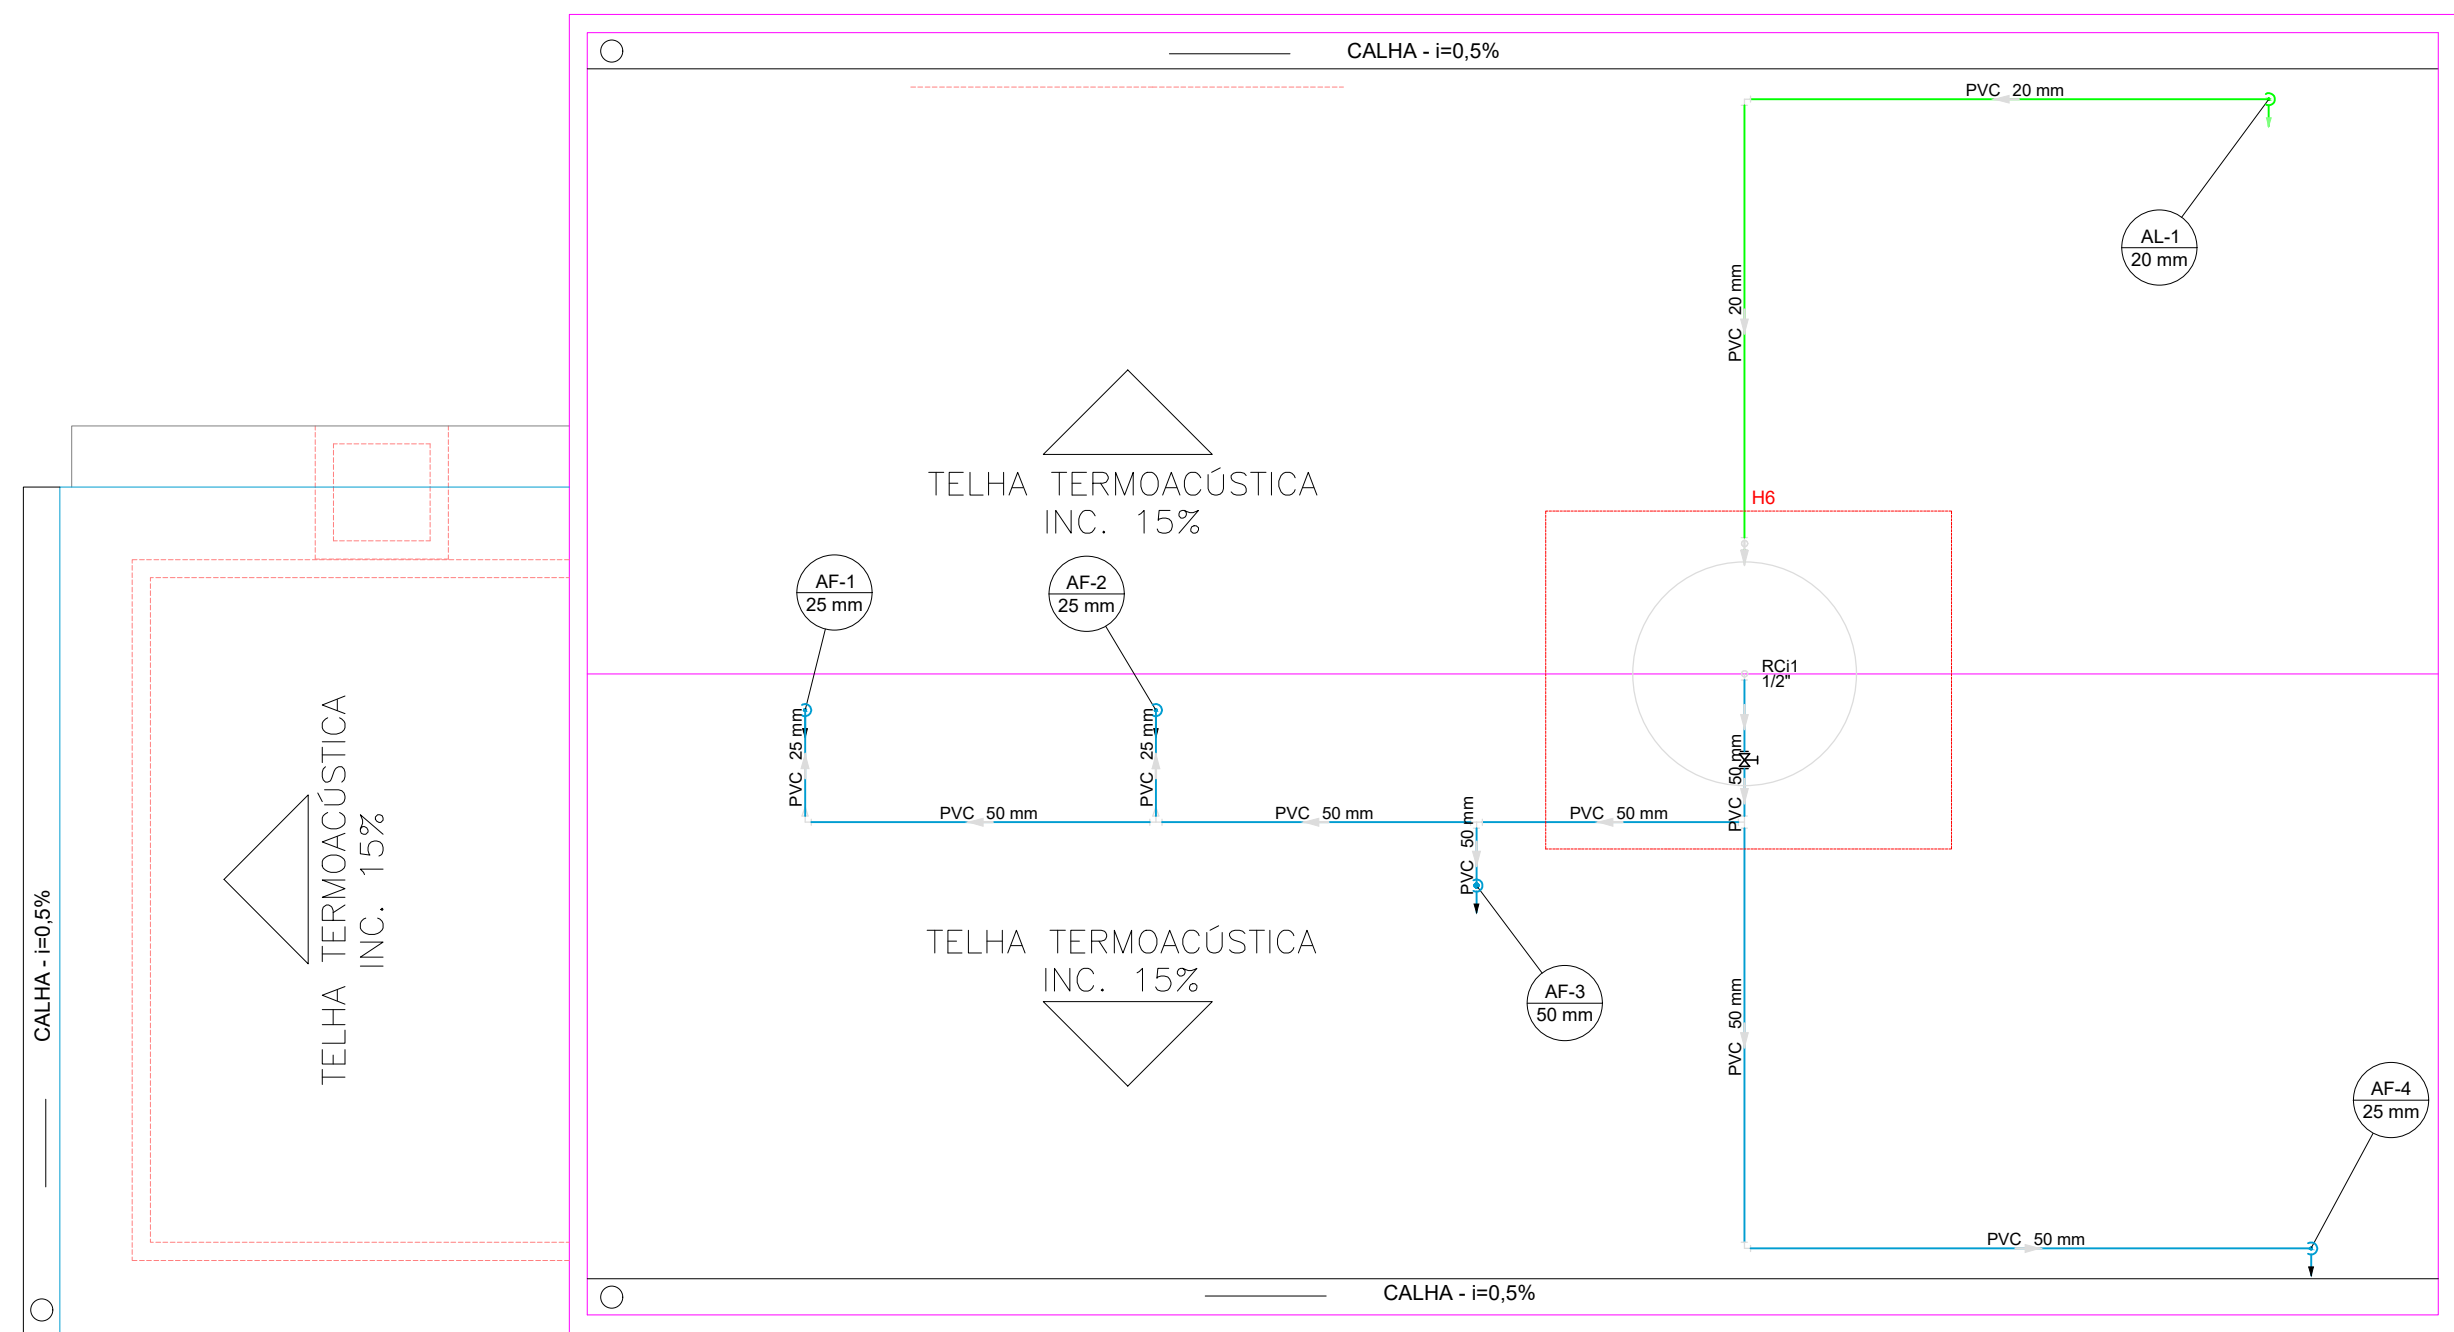 CALHA - i=0,5%
PVC 20 mm
AL-1
20 mm
PVC 20 mm
TELHA TERMOACÚSTICA
INC. 15%
H6
AF-1
25 mm
AF-2
25 mm
RCi1
1/2"
PVC 25 mm
PVC 25 mm
PVC 50 mm
PVC 50 mm
PVC 50 mm
PVC 50 mm
PVC 50 mm
TELHA TERMOACÚSTICA
INC. 15%
CALHA - i=0,5%
TELHA TERMOACÚSTICA
INC. 15%
AF-3
50 mm
PVC 50 mm
AF-4
25 mm
PVC 50 mm
CALHA - i=0,5%